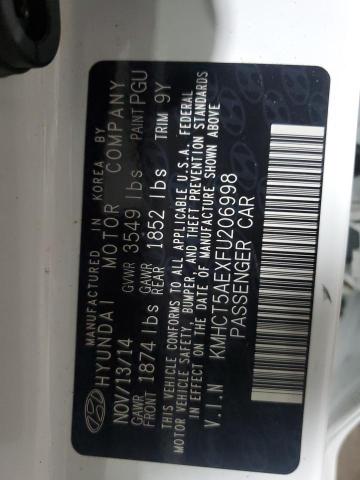 MANUFACTURED IN KOREA BY
HYUNDAI MOTOR COMPANY
NOV/13/14 GVWR 3549 lbs PAINT PGU
GAWR FRONT 1874 lbs GAWR REAR 1852 lbs TRIM 9Y
THIS VEHICLE CONFORMS TO ALL APPLICABLE U.S.A. FEDERAL
MOTOR VEHICLE SAFETY, BUMPER, AND THEFT PREVENTION STANDARDS
IN EFFECT ON THE DATE OF MANUFACTURE SHOWN ABOVE
V.I.N KMHCT5AEXFU206998
PASSENGER CAR